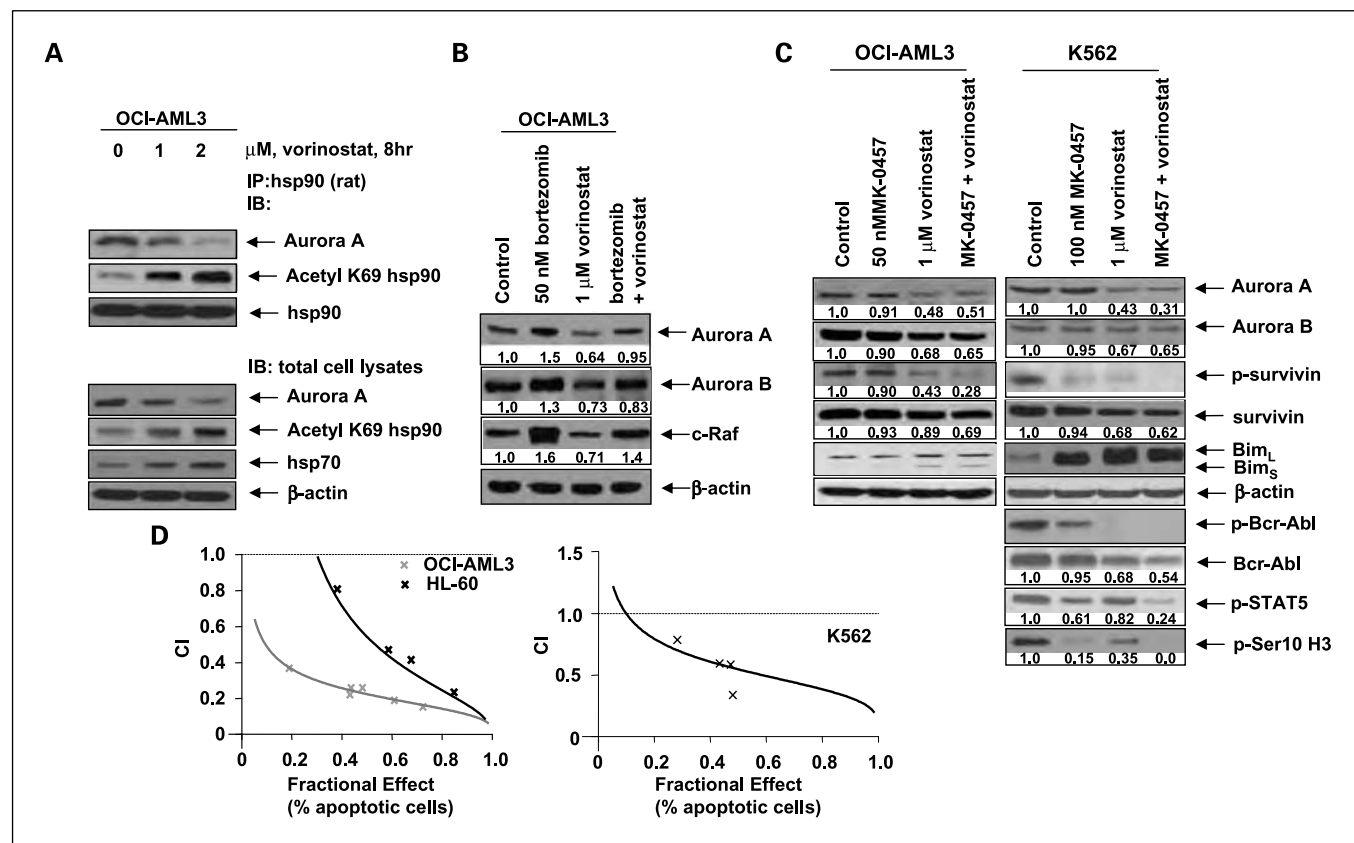 A
OCI-AML3
0 1 2 μM, vorinostat, 8hr
IP:hsp90 (rat)
IB:
Aurora A
Acetyl K69 hsp90
hsp90
IB: total cell lysates
Aurora A
Acetyl K69 hsp90
hsp70
β-actin
B
OCI-AML3
Control
50 nM bortezomib
1 μM vorinostat
bortezomib
+ vorinostat
Aurora A
1.0 1.5 0.64 0.95
Aurora B
1.0 1.3 0.73 0.83
c-Raf
1.0 1.6 0.71 1.4
β-actin
C
OCI-AML3
K562
Control
50 nMMK-0457
1 μM vorinostat
MK-0457 + vorinostat
Control
100 nM MK-0457
1 μM vorinostat
MK-0457 + vorinostat
Aurora A
1.0 0.91 0.48 0.51 1.0 1.0 0.43 0.31
Aurora B
1.0 0.90 0.68 0.65 1.0 0.95 0.67 0.65
p-survivin
1.0 0.90 0.43 0.28
survivin
1.0 0.93 0.89 0.69 1.0 0.94 0.68 0.62
BimL
BimS
β-actin
p-Bcr-Abl
Bcr-Abl
1.0 0.95 0.68 0.54
p-STAT5
1.0 0.61 0.82 0.24
p-Ser10 H3
1.0 0.15 0.35 0.0
D
1.0
0.8
0.6
0.4
0.2
0
CI
OCI-AML3
HL-60
0 0.2 0.4 0.6 0.8 1.0
Fractional Effect
(% apoptotic cells)
1.5
1.0
0.5
0
CI
K562
0 0.2 0.4 0.6 0.8 1.0
Fractional Effect
(% apoptotic cells)